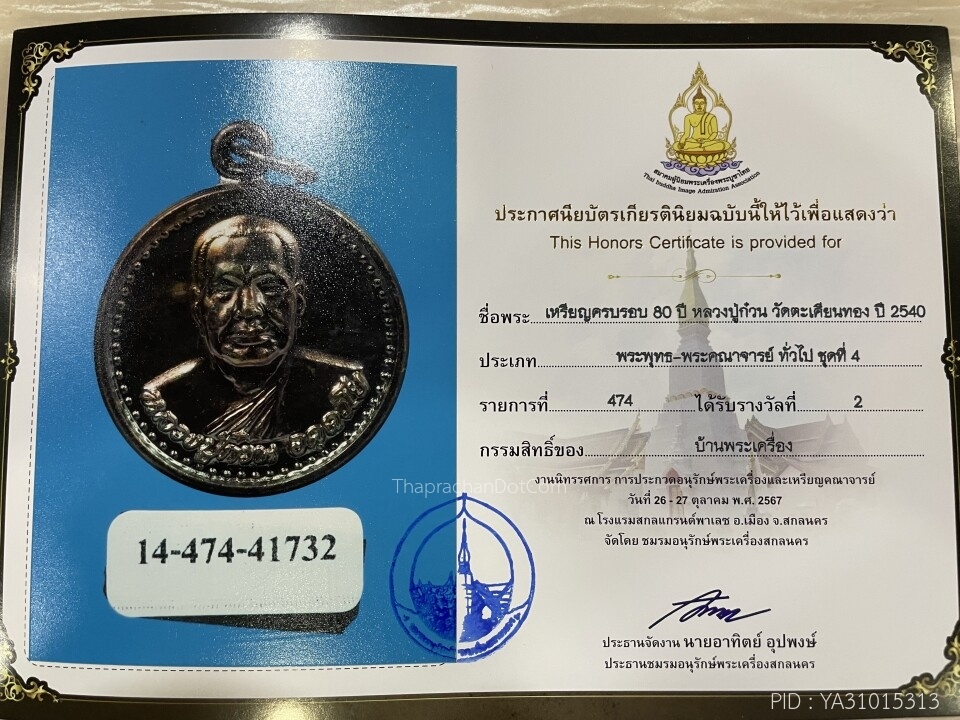 สมาคมผู้นิยมพระเครื่องพระบูชาไทย
Thai Buddha Image Admiration Association
ประกาศนียบัตรเกียรตินิยมฉบับนี้ให้ไว้เพื่อแสดงว่า
This Honors Certificate is provided for
ชื่อพระ เหรียญครบรอบ 80 ปี หลวงปู่ก๋วน วัดตะเคียนทอง ปี 2540
ประเภท พระพุทธ-พระคณาจารย์ ทั่วไป ชุดที่ 4
รายการที่ 474 ได้รับรางวัลที่ 2
กรรมสิทธิ์ของ บ้านพระเครื่อง
งานนิทรรศการ การประกวดอนุรักษ์พระเครื่องและเหรียญคณาจารย์
วันที่ 26 - 27 ตุลาคม พ.ศ. 2567
ณ โรงแรมสกลแกรนด์พาเลซ อ.เมือง จ.สกลนคร
จัดโดย ชมรมอนุรักษ์พระเครื่องสกลนคร
ThaprachanDotCom
14-474-41732
ประธานจัดงาน นายอาทิตย์ อุปพงษ์
ประธานชมรมอนุรักษ์พระเครื่องสกลนคร
PID : YA31015313